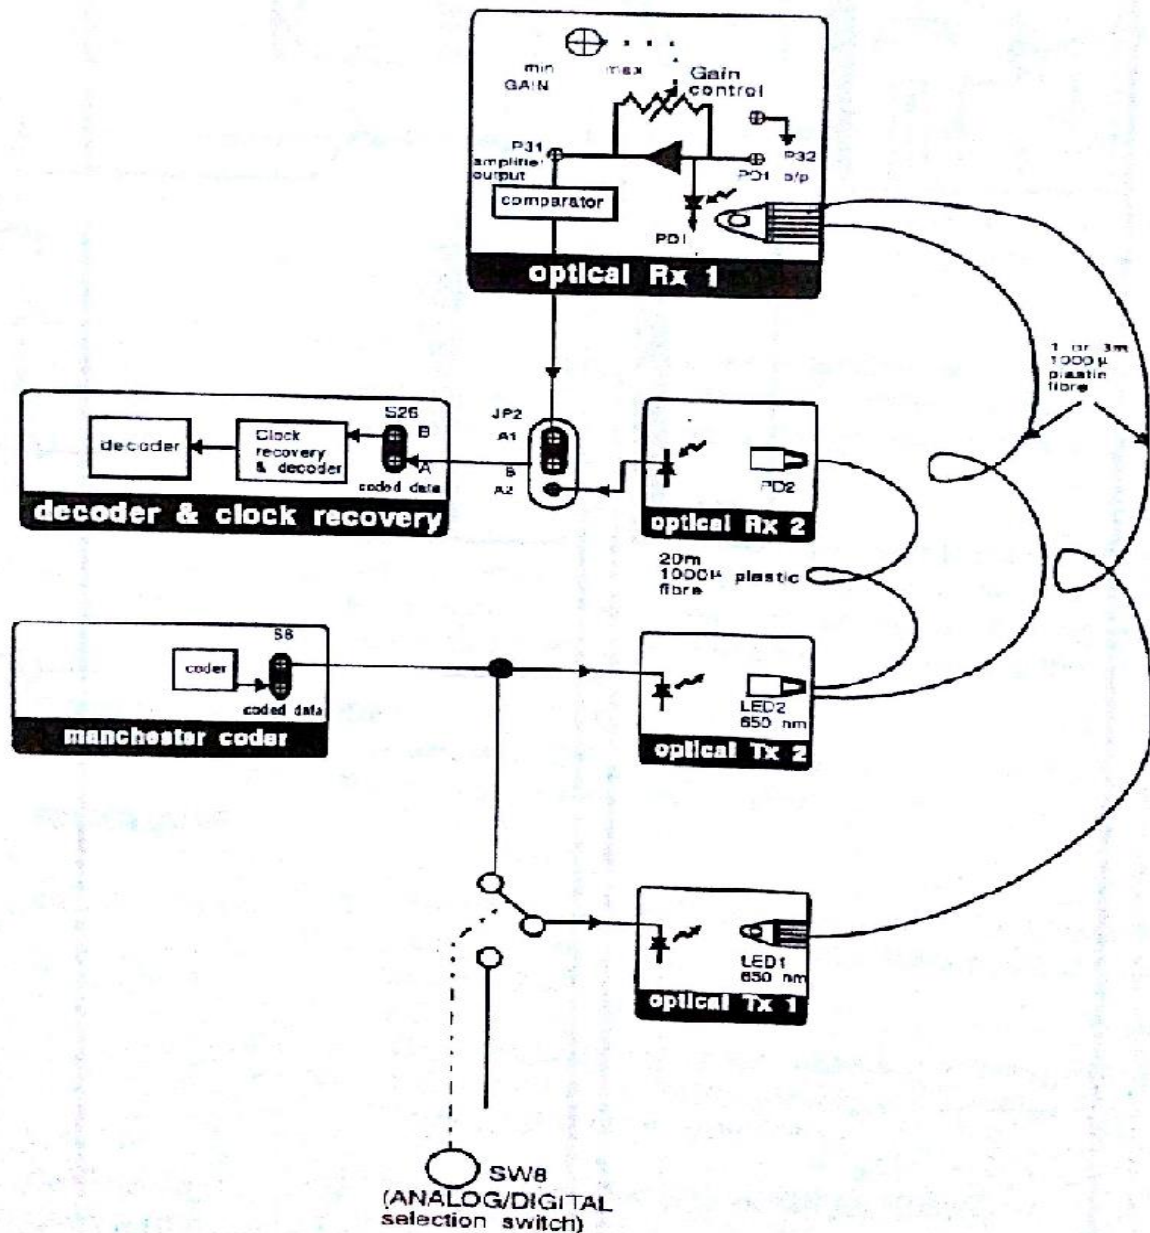 min
max
GAIN
Gain
control
P31
amplifier
output
P32
PD1
o/p
comparator
PD1
optical Rx 1
1 or 3m
1000 µ
plastic
fibre
S26
B
A
decoder
Clock
recovery
& decoder
coded data
decoder & clock recovery
JP2
A1
B
A2
PD2
optical Rx 2
20m
1000µ plastic
fibre
S6
coder
coded data
manchester coder
LED2
650 nm
optical Tx 2
LED1
650 nm
optical Tx 1
SW8
(ANALOG/DIGITAL
selection switch)